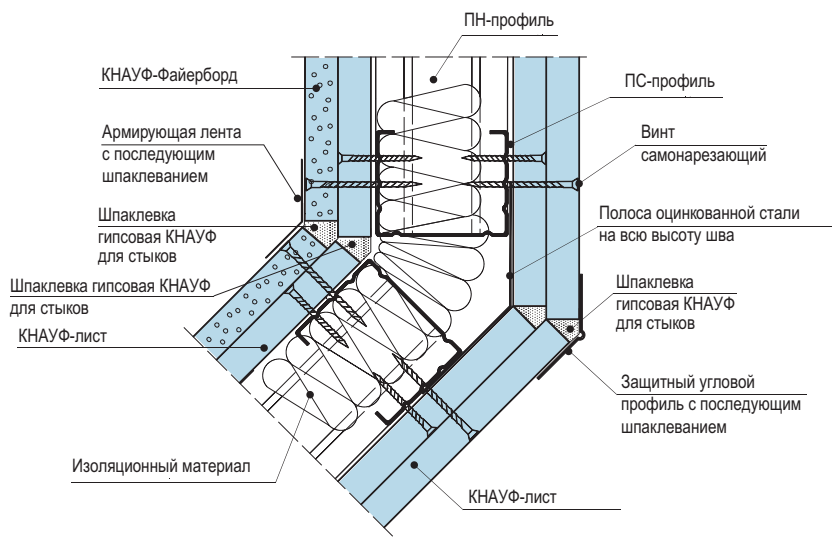 ПН-профиль
КНАУФ-Файерборд
ПС-профиль
Армирующая лента
с последующим
шпаклеванием
Винт
самонарезающий
Шпаклевка
гипсовая КНАУФ
для стыков
Полоса оцинкованной стали
на всю высоту шва
Шпаклевка гипсовая КНАУФ
для стыков
Шпаклевка
гипсовая КНАУФ
для стыков
КНАУФ-лист
Защитный угловой
профиль с последующим
шпаклеванием
Изоляционный материал
КНАУФ-лист